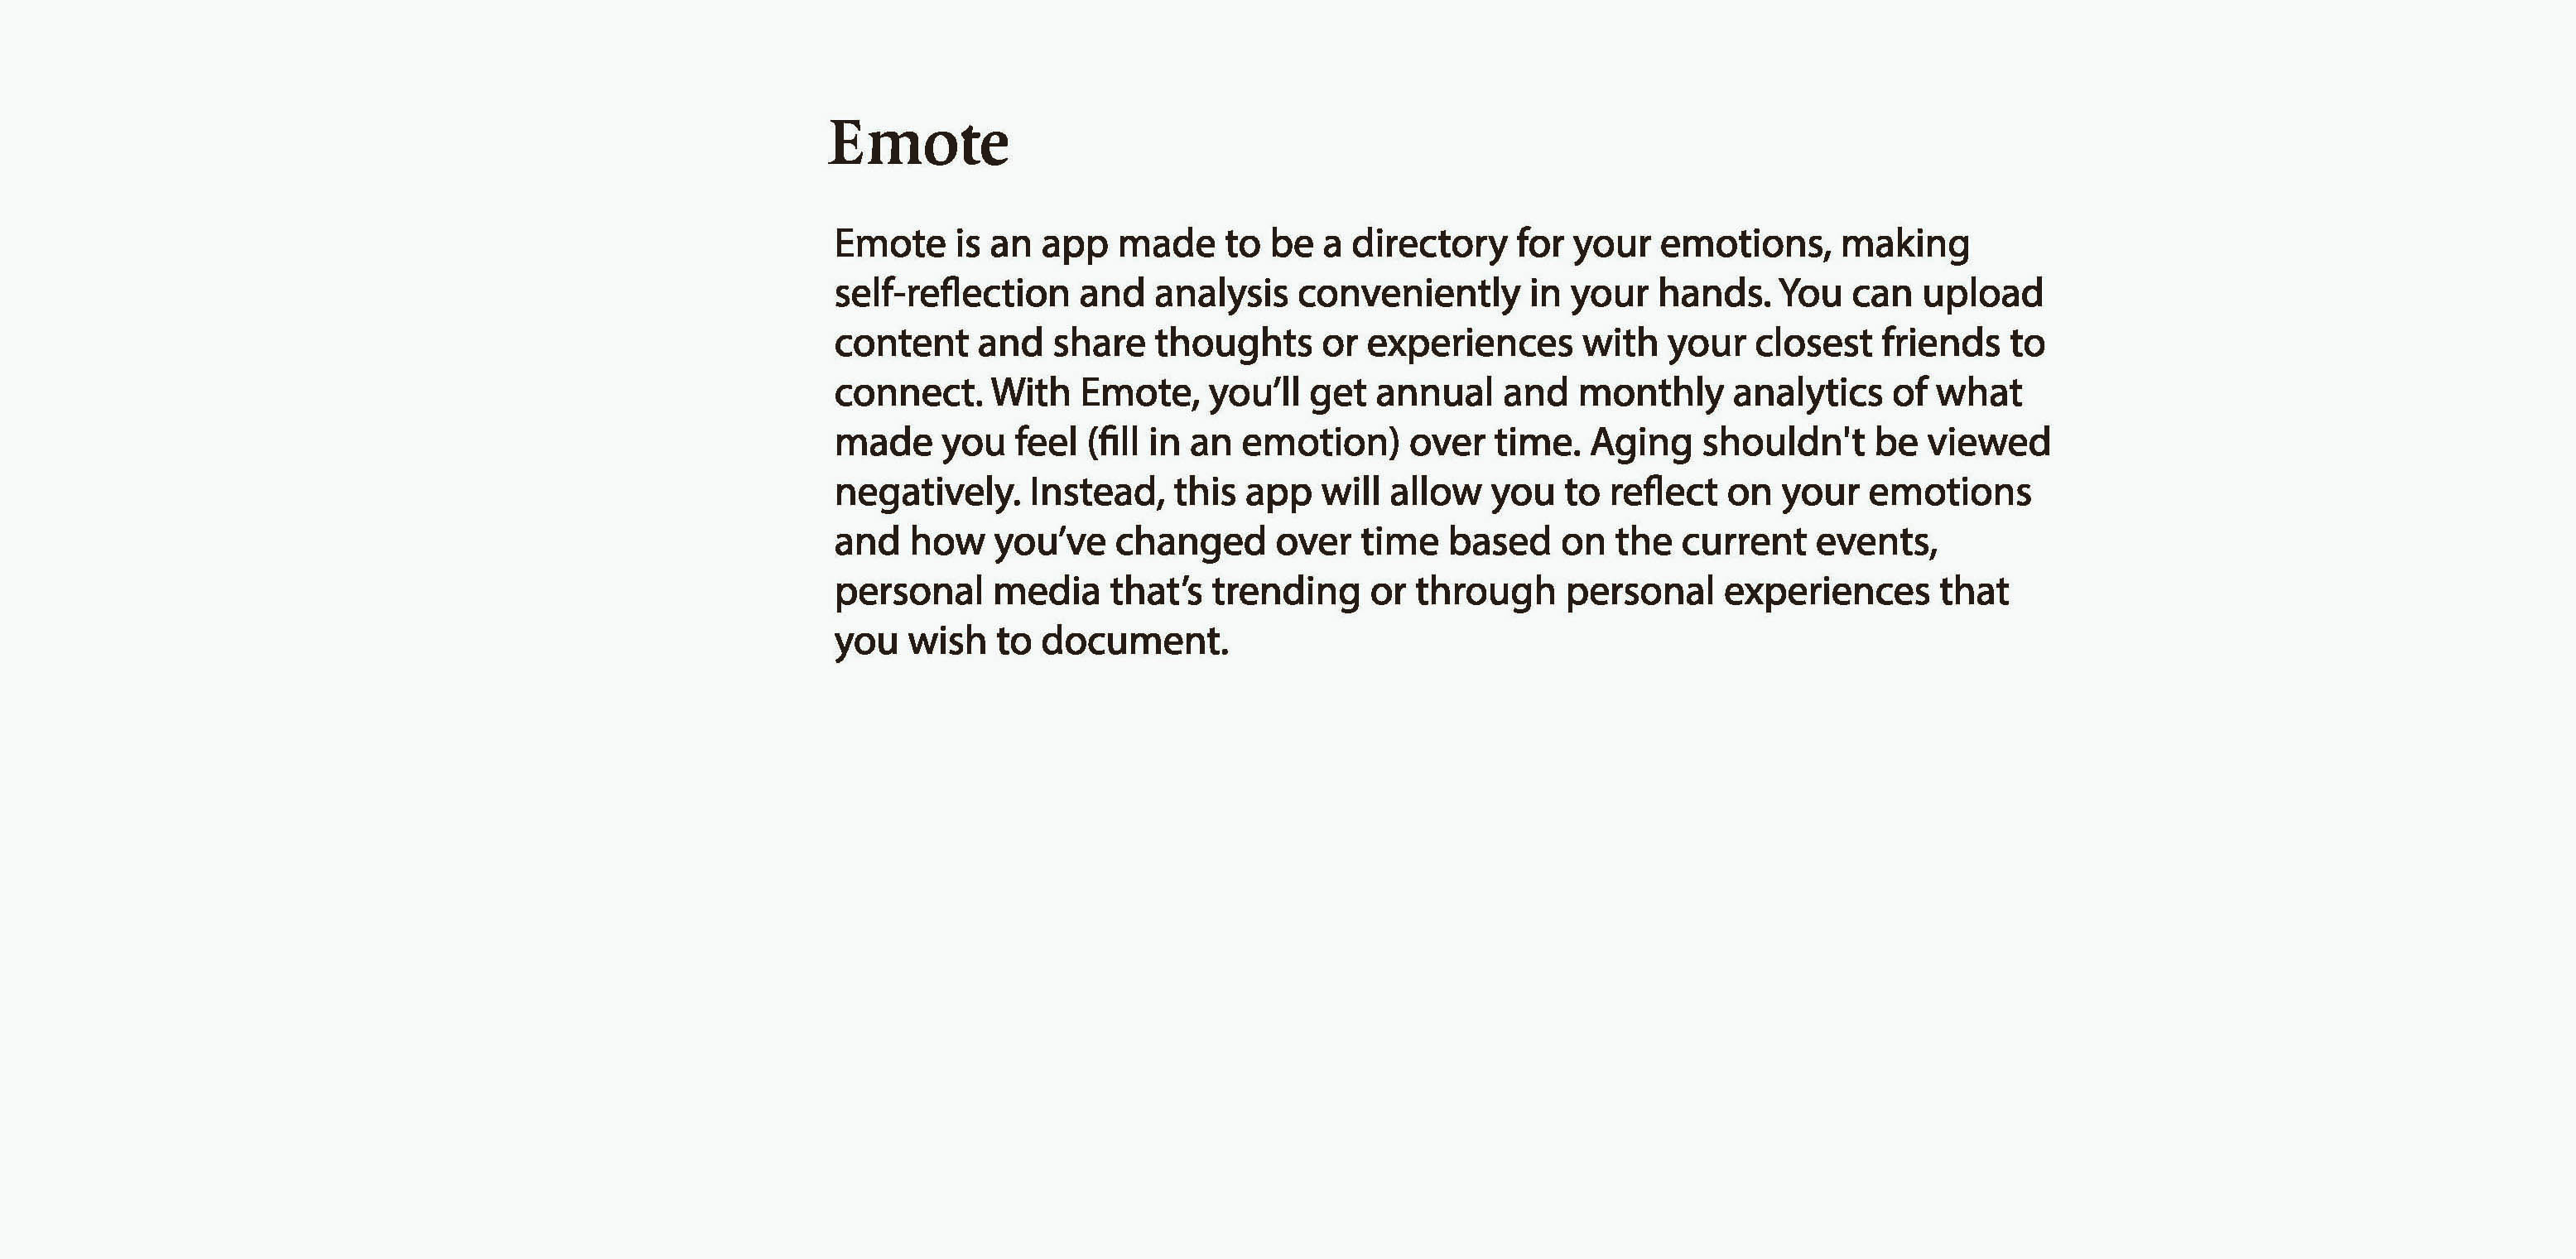 Emote
Emote is an app made to be a directory for your emotions, making
self-reflection and analysis conveniently in your hands. You can upload
content and share thoughts or experiences with your closest friends to
connect. With Emote, you’ll get annual and monthly analytics of what
made you feel (fill in an emotion) over time. Aging shouldn't be viewed
negatively. Instead, this app will allow you to reflect on your emotions
and how you’ve changed over time based on the current events,
personal media that’s trending or through personal experiences that
you wish to document.